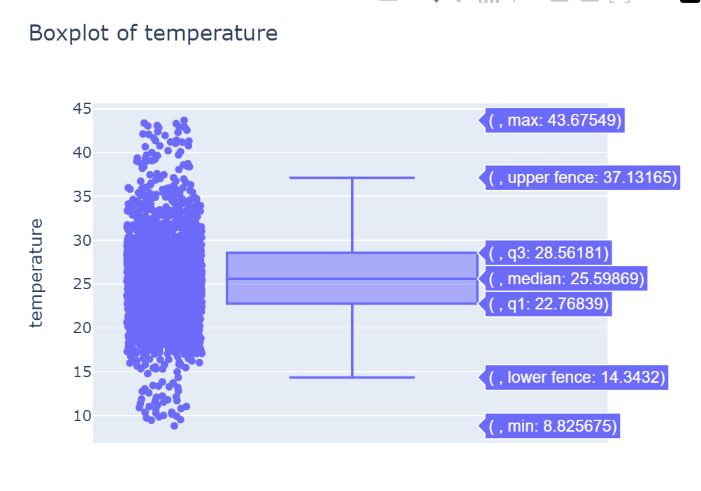 Boxplot of temperature
45
40
35
30
25
20
15
10
temperature
( , max: 43.67549)
( , upper fence: 37.13165)
( , q3: 28.56181)
( , median: 25.59869)
( , q1: 22.76839)
( , lower fence: 14.3432)
( , min: 8.825675)